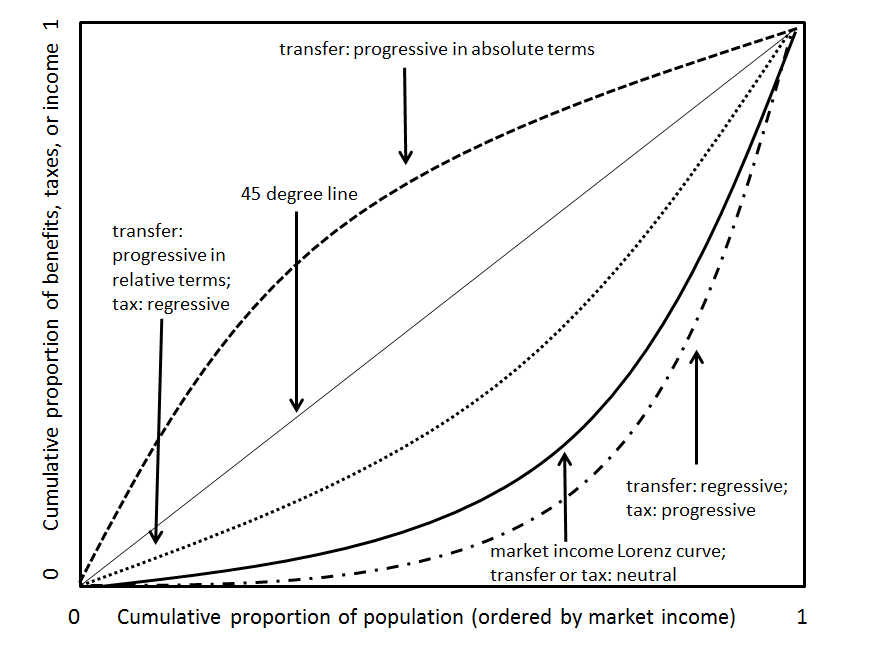 Cumulative proportion of benefits, taxes, or income
1
0
transfer: progressive in absolute terms
45 degree line
transfer:
progressive in
relative terms;
tax: regressive
transfer: regressive;
tax: progressive
market income Lorenz curve;
transfer or tax: neutral
0
Cumulative proportion of population (ordered by market income)
1